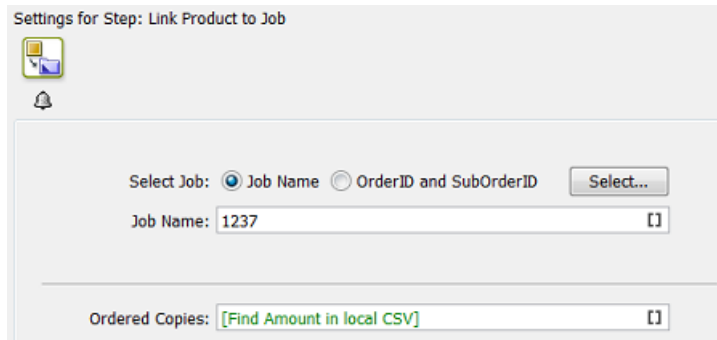 Settings for Step: Link Product to Job
Select Job: Job Name OrderID and SubOrderID Select...
Job Name: 1237 []
Ordered Copies: [Find Amount in local CSV] []